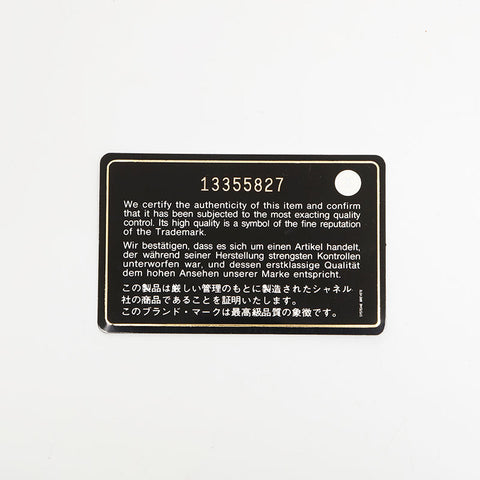 13355827
We certify the authenticity of this item and confirm
that it has been subjected to the most exacting quality
control. Its high quality is a symbol of the fine reputation
of the Trademark.
Wir bestätigen, dass es sich um einen Artikel handelt,
der während seiner Herstellung strengsten Kontrollen
unterworfen war, und dessen erstklassige Qualität
dem hohen Ansehen unserer Marke entspricht.
この製品は厳しい管理のもとに製造されたシャネル
社の商品であることを証明いたします。
このブランド・マークは最高級品質の象徴です。